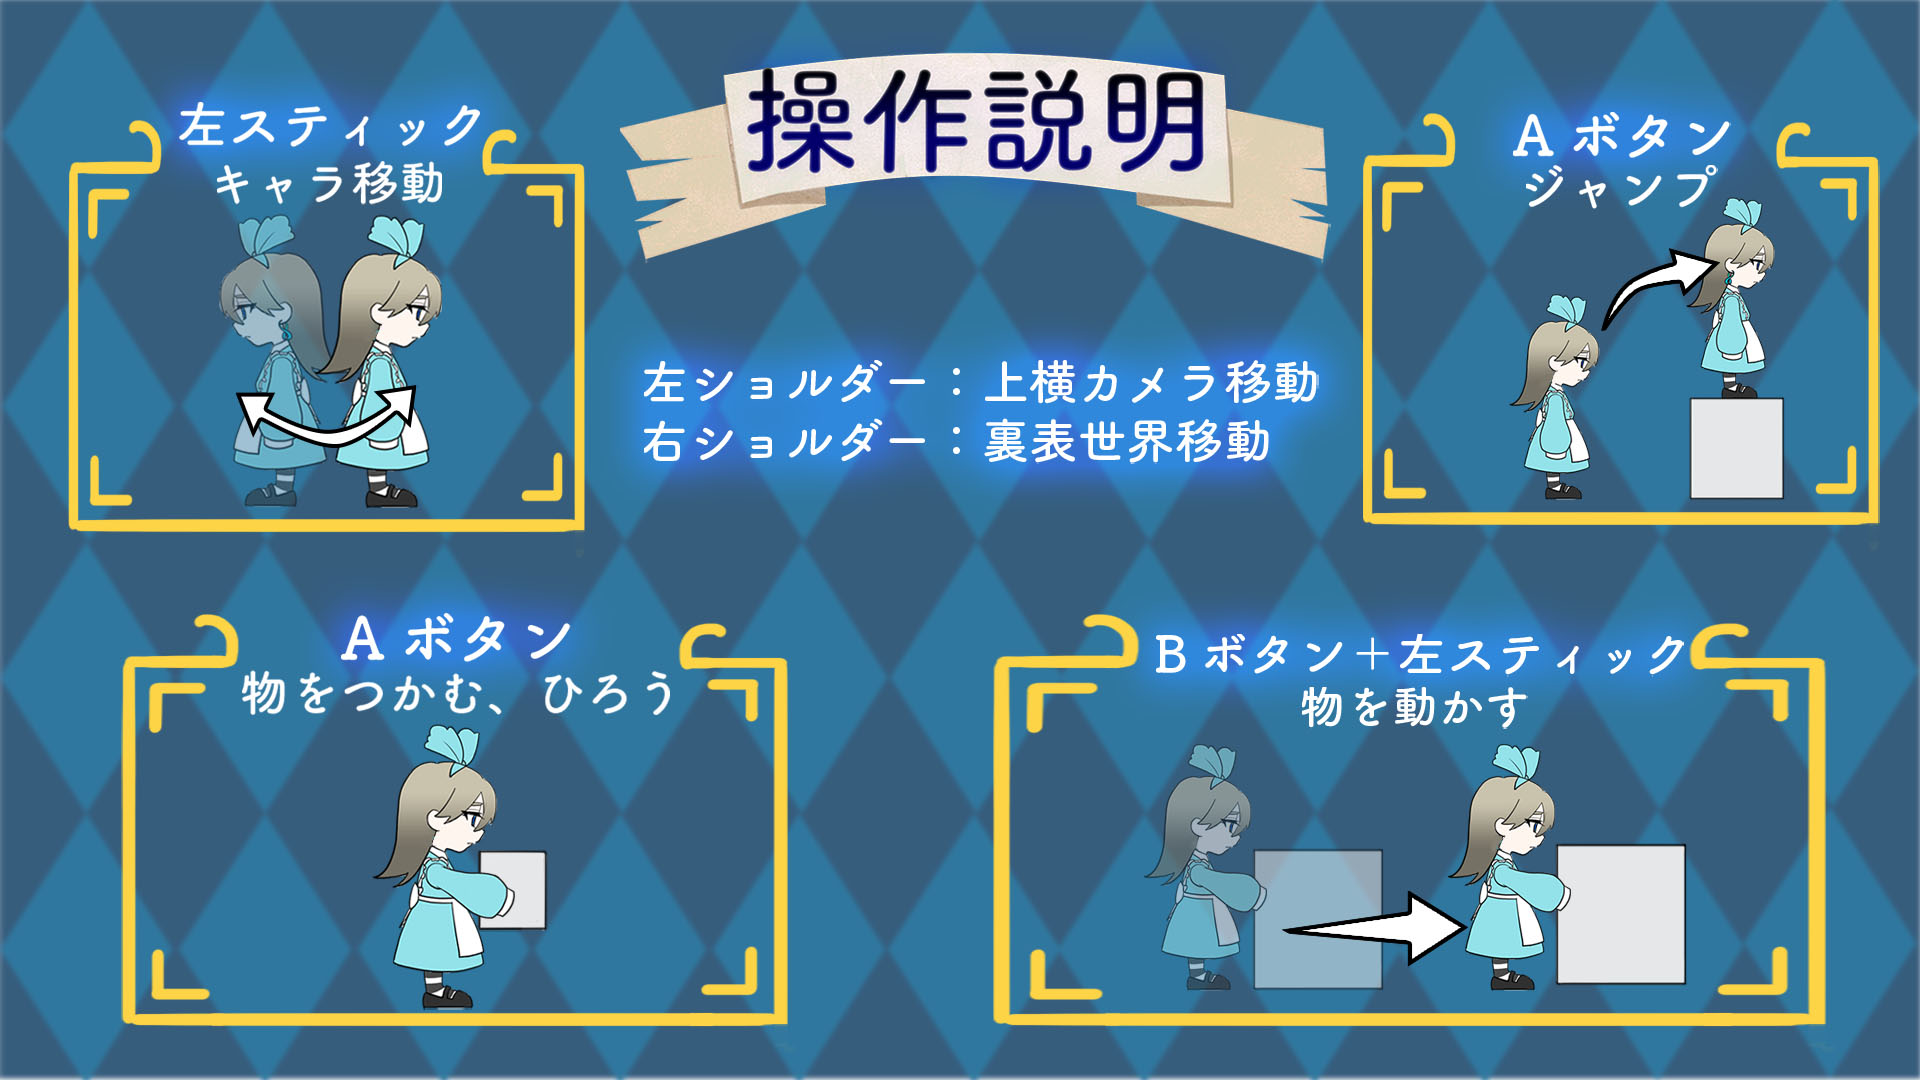 操作説明
左スティック
キャラ移動
A ボタン
ジャンプ
左ショルダー：上横カメラ移動
右ショルダー：裏表世界移動
A ボタン
物をつかむ、ひろう
B ボタン＋左スティック
物を動かす